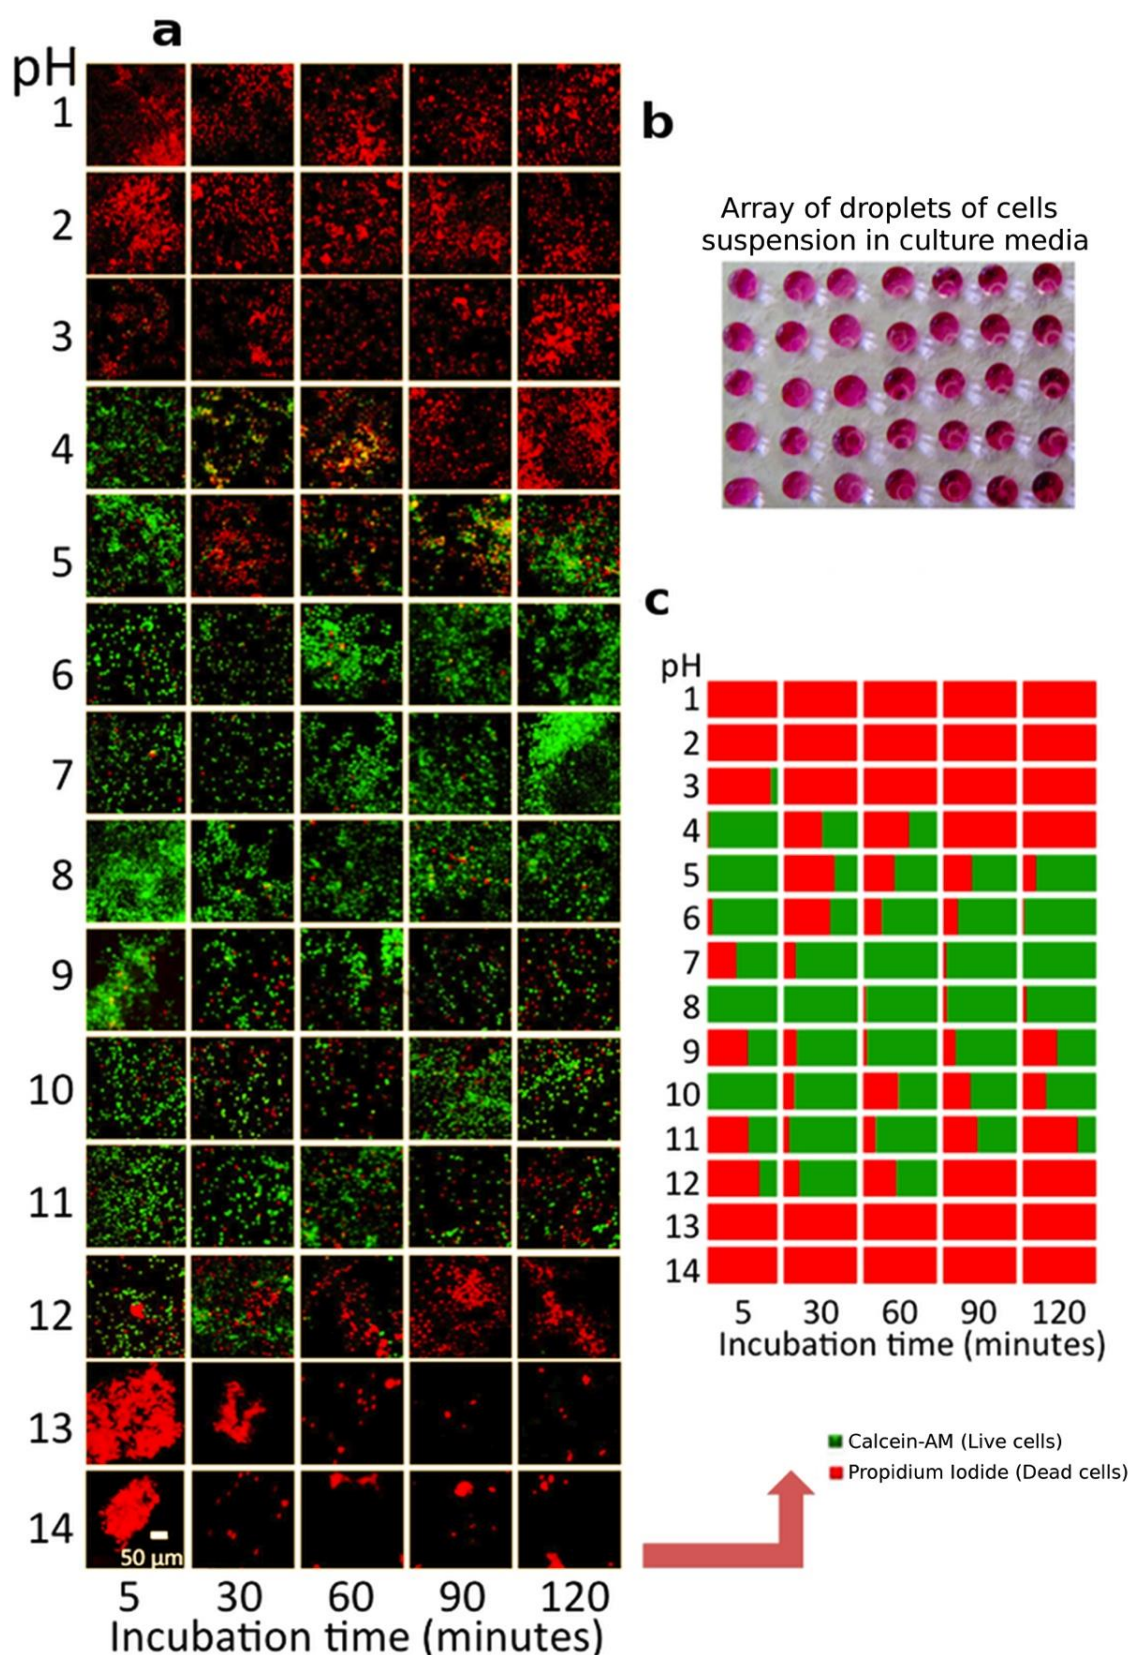 a
pH
1
2
3
4
5
6
7
8
9
10
11
12
13
14
50 µm
5 30 60 90 120
Incubation time (minutes)
b
Array of droplets of cells
suspension in culture media
c
pH
1
2
3
4
5
6
7
8
9
10
11
12
13
14
5 30 60 90 120
Incubation time (minutes)
Calcein-AM (Live cells)
Propidium Iodide (Dead cells)